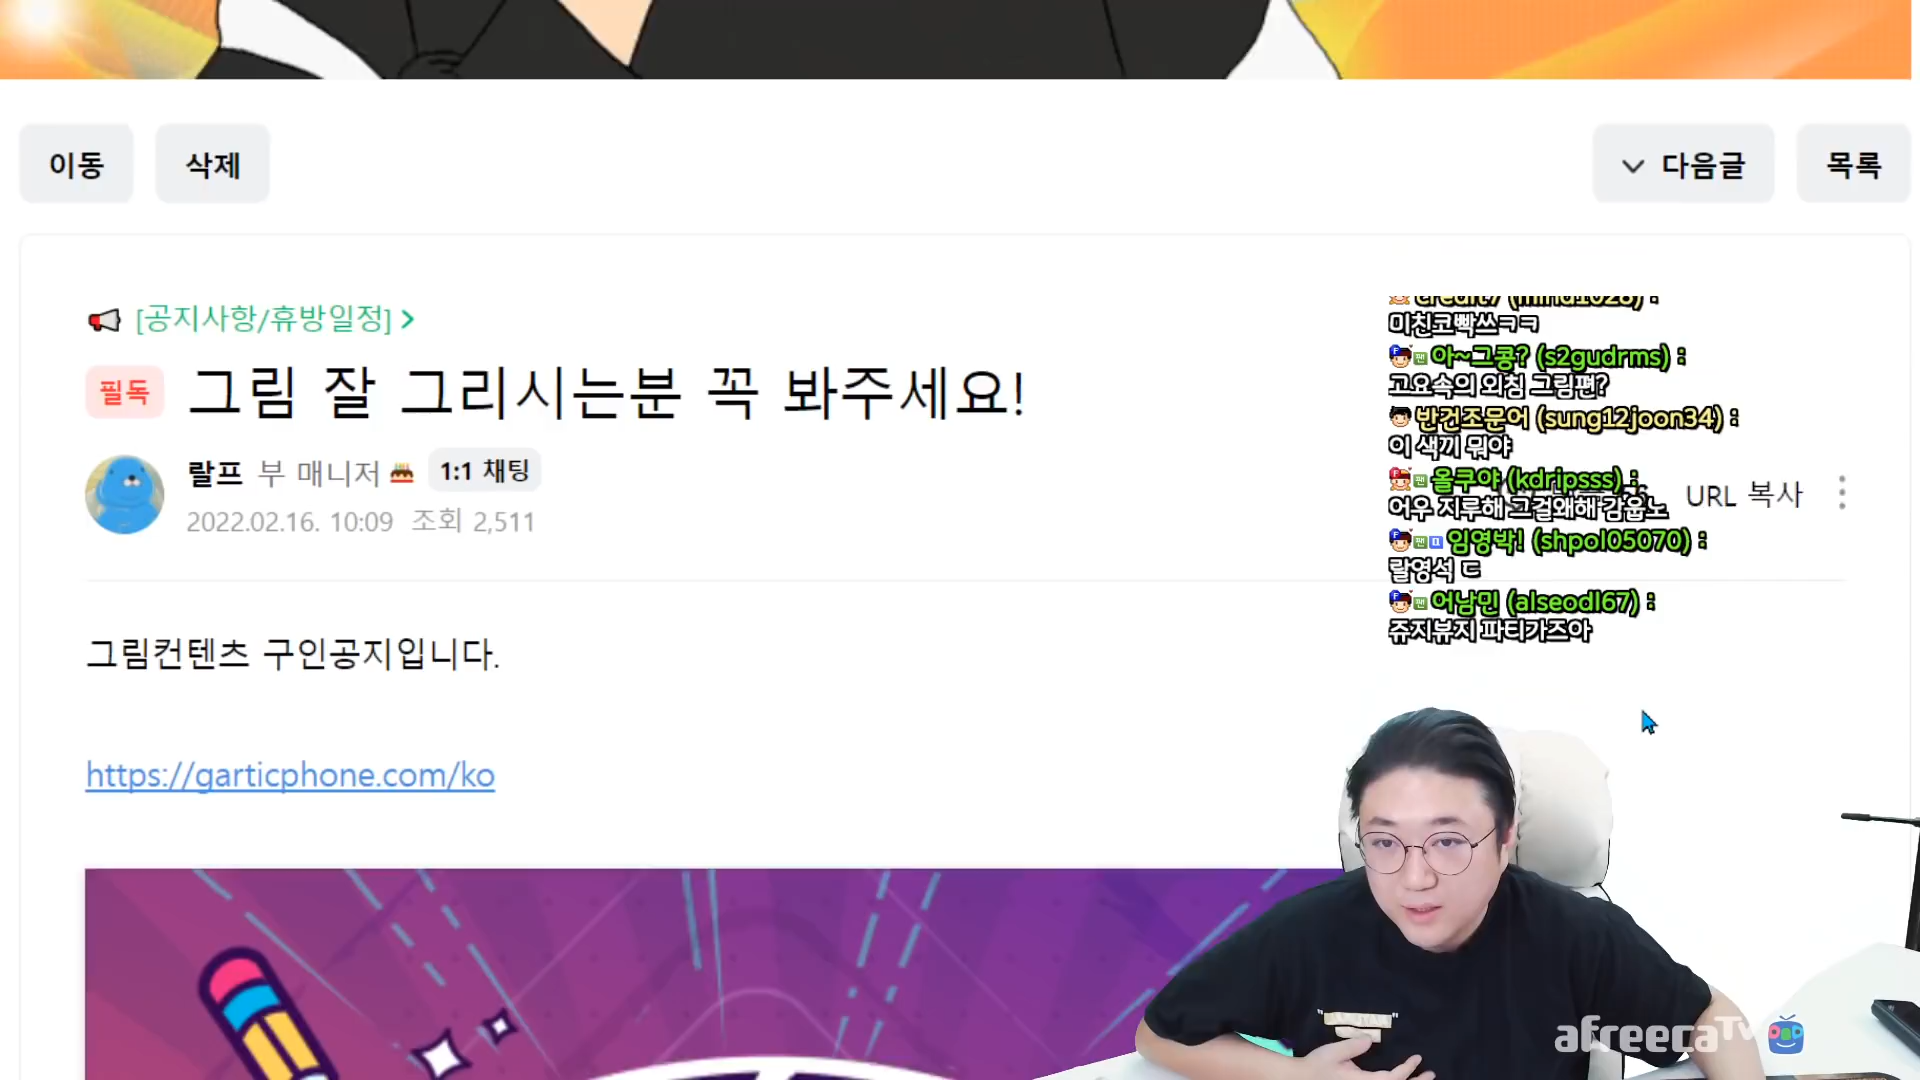 이동
삭제
다음글
목록
[공지사항/휴방일정]
필독
그림 잘 그리시는분 꼭 봐주세요!
랄프 부 매니저
1:1 채팅
2022.02.16. 10:09 조회 2,511
URL 복사
그림컨텐츠 구인공지입니다.
https://garticphone.com/ko
미친코빡쓰ㅋㅋ
아~그콩? (s2gudrms) :
고요속의 외침 그림편?
반건조문어 (sung12joon34) :
이 색끼 뭐야
올쿠야 (kdripsss) :
어우 지루해 그걸왜해
임영박! (shpol05070) :
랄영석 ㄷ
어남민 (alseodl67) :
쥬지뷰지 파티가즈아
afreecaTV